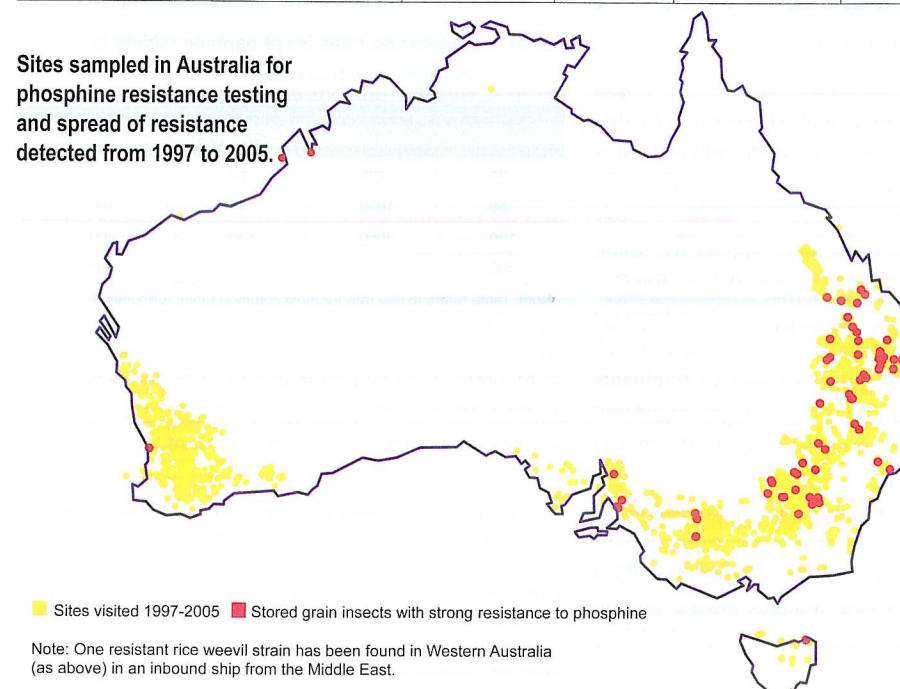 Sites sampled in Australia for
phosphine resistance testing
and spread of resistance
detected from 1997 to 2005.
Sites visited 1997-2005 Stored grain insects with strong resistance to phosphine
Note: One resistant rice weevil strain has been found in Western Australia
(as above) in an inbound ship from the Middle East.